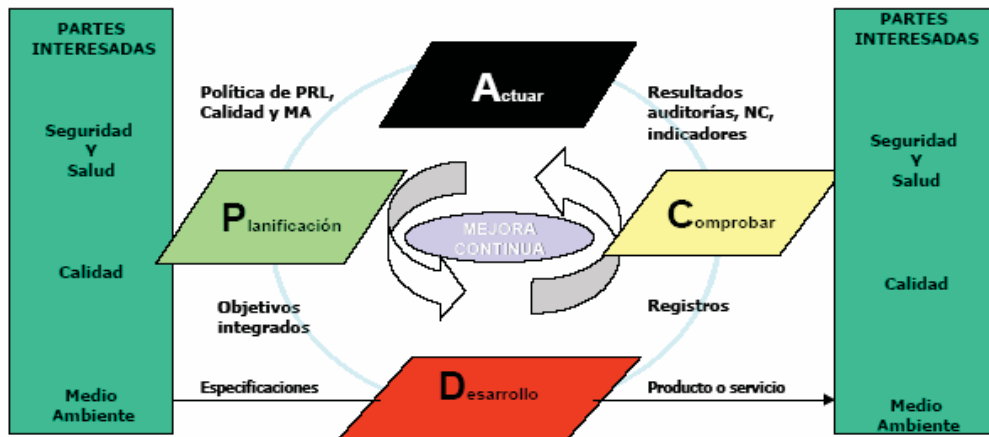 PARTES
INTERESADAS
Seguridad
Y
Salud
Calidad
Medio
Ambiente
Política de PRL,
Calidad y MA
Actuar
Resultados
auditorías, NC,
indicadores
Planificación
MEJORA
CONTINUA
Comprobar
Objetivos
integrados
Registros
Especificaciones
Desarrollo
Producto o servicio
PARTES
INTERESADAS
Seguridad
Y
Salud
Calidad
Medio
Ambiente